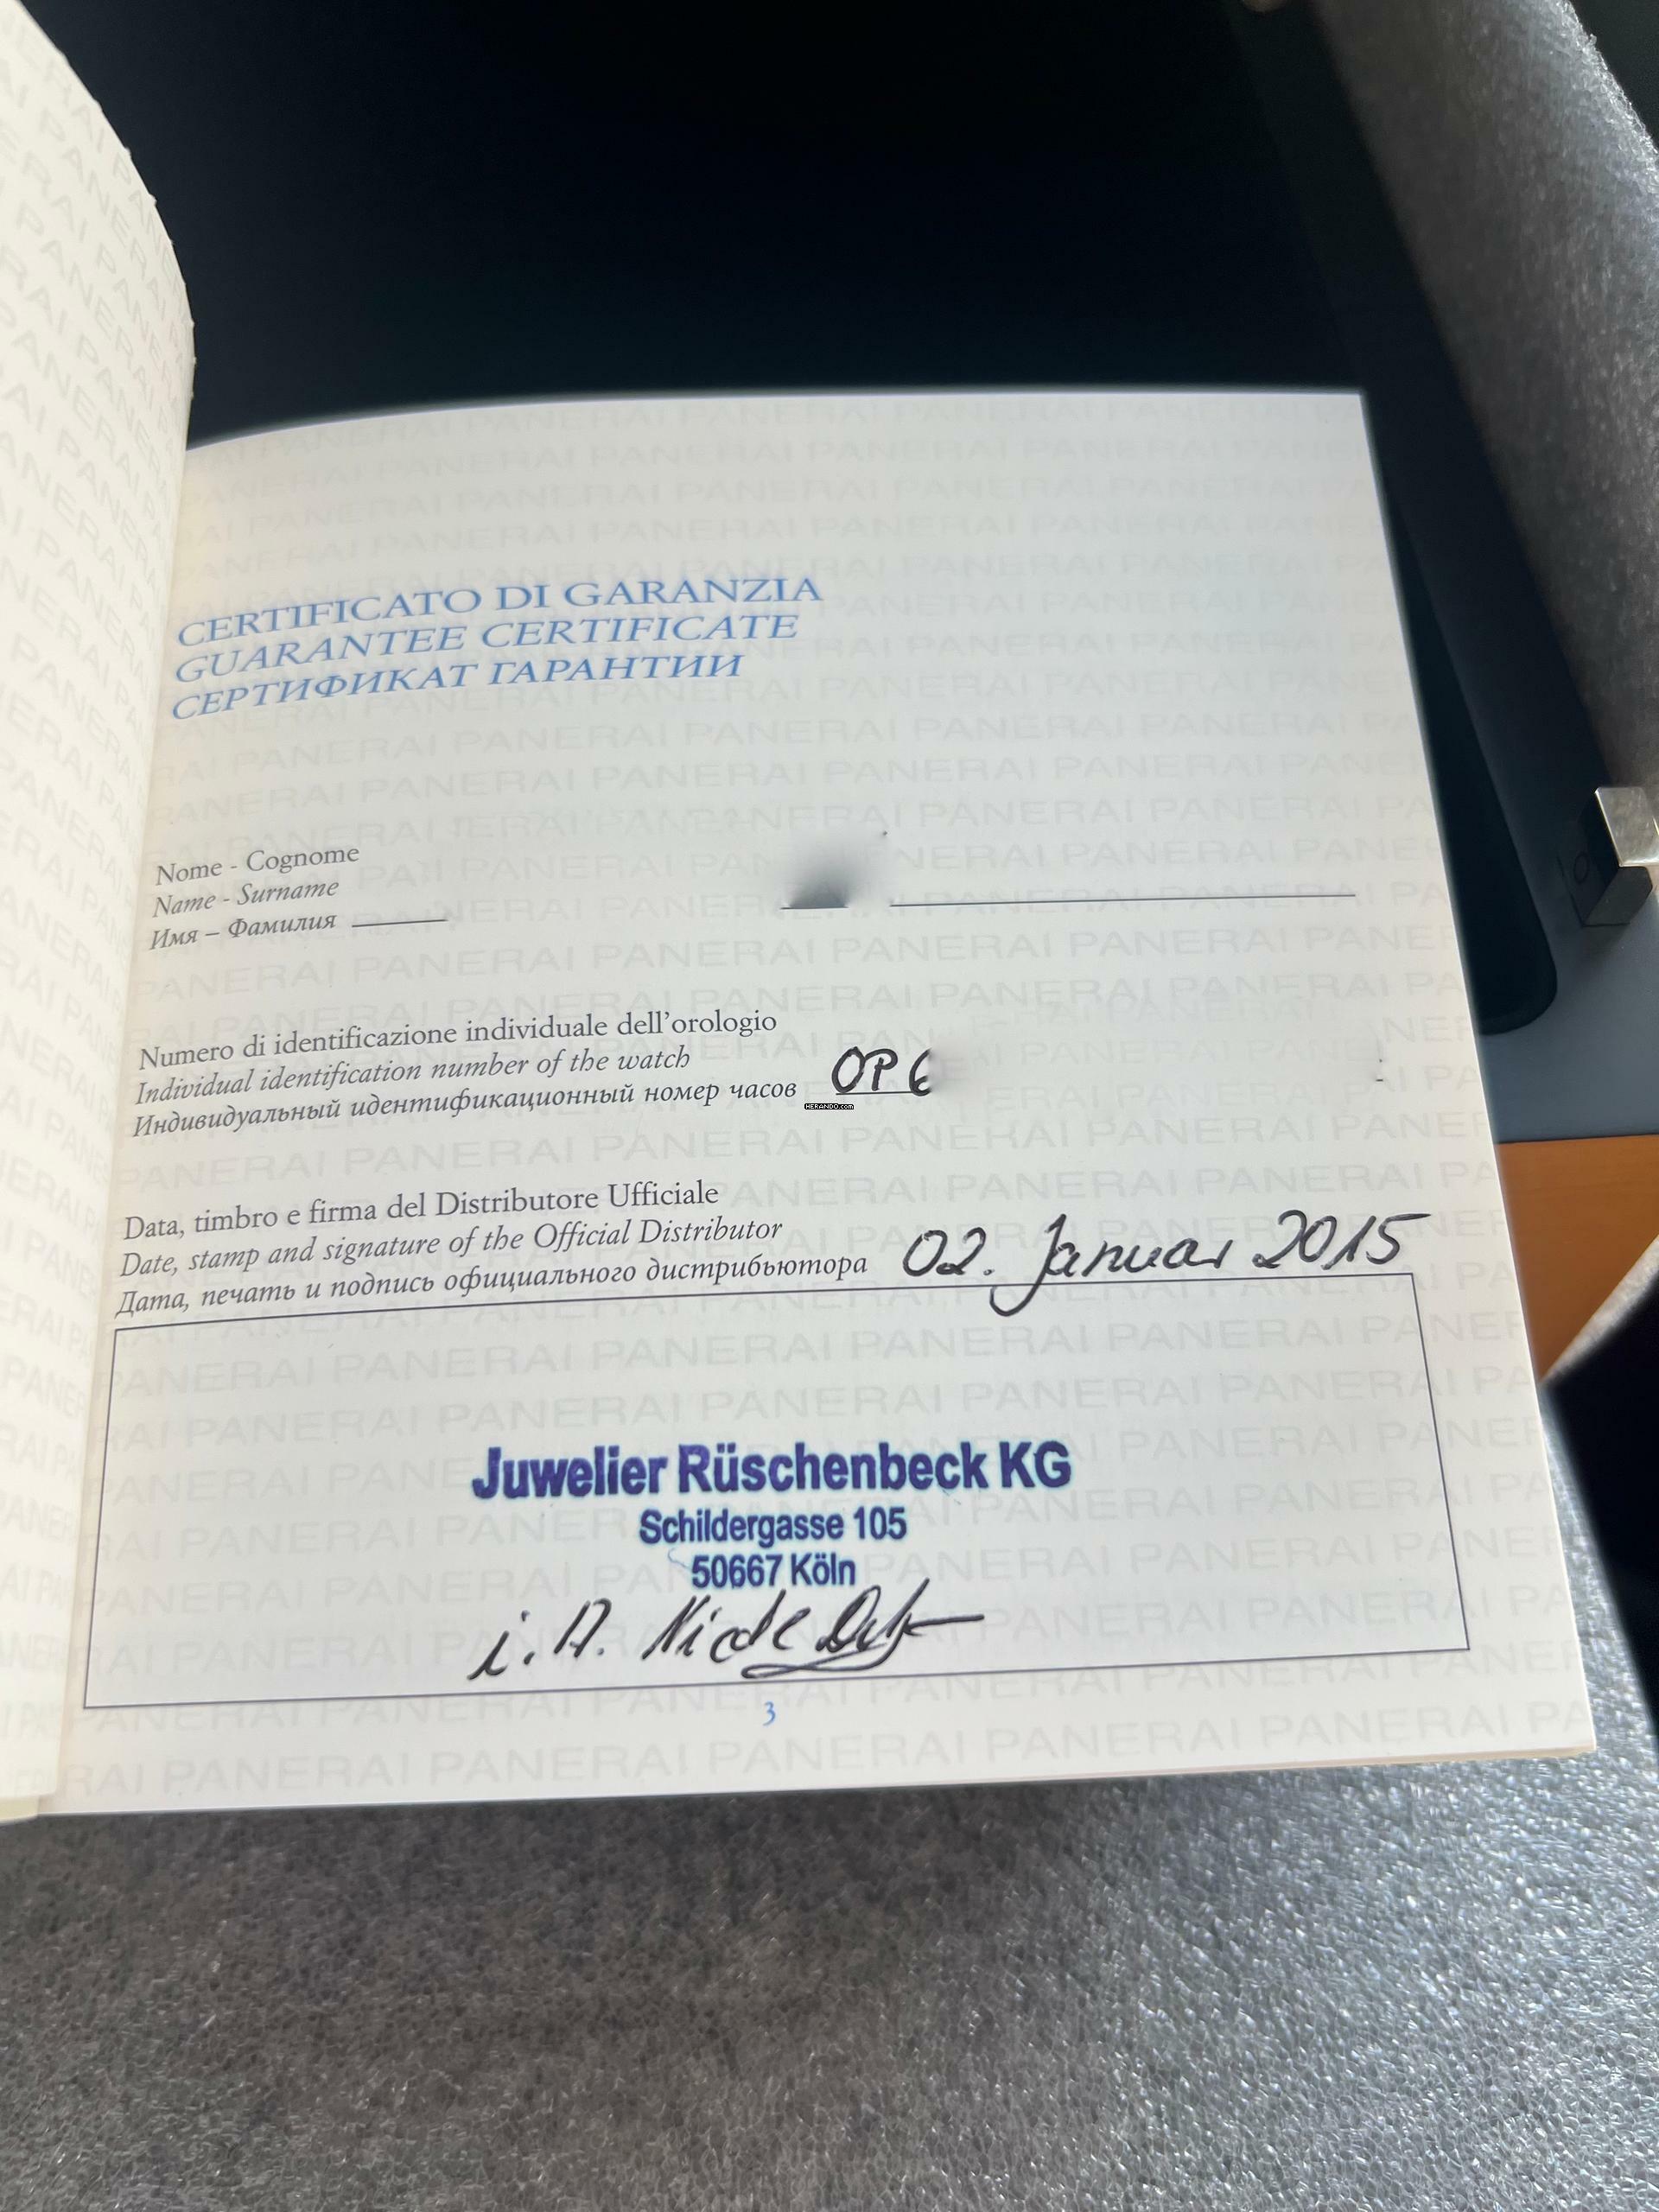 CERTIFICATO DI GARANZIA
GUARANTEE CERTIFICATE
СЕРТИФИКАТ ГАРАНТИИ
Nome - Cognome
Name - Surname
Имя – Фамилия
Numero di identificazione individuale dell'orologio
Individual identification number of the watch
Индивидуальный идентификационный номер часов OP 6
HERANDO.com
Data, timbro e firma del Distributore Ufficiale
Date, stamp and signature of the Official Distributor
Дата, печать и подпись официального дистрибьютора 02. Januar 2015
Juwelier Rüschenbeck KG
Schildergasse 105
50667 Köln
i. A.
3